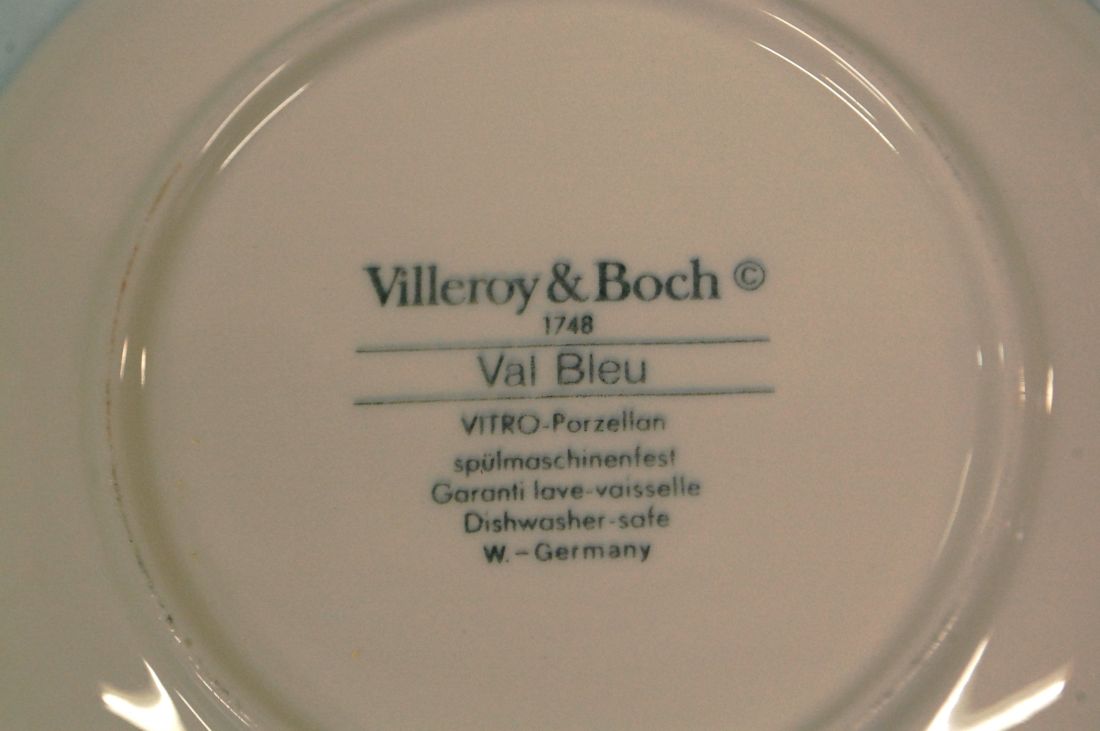 Villeroy & Boch ©
1748
Val Bleu
VITRO-Porzellan
spülmaschinenfest
Garanti lave-vaisselle
Dishwasher-safe
W.-Germany